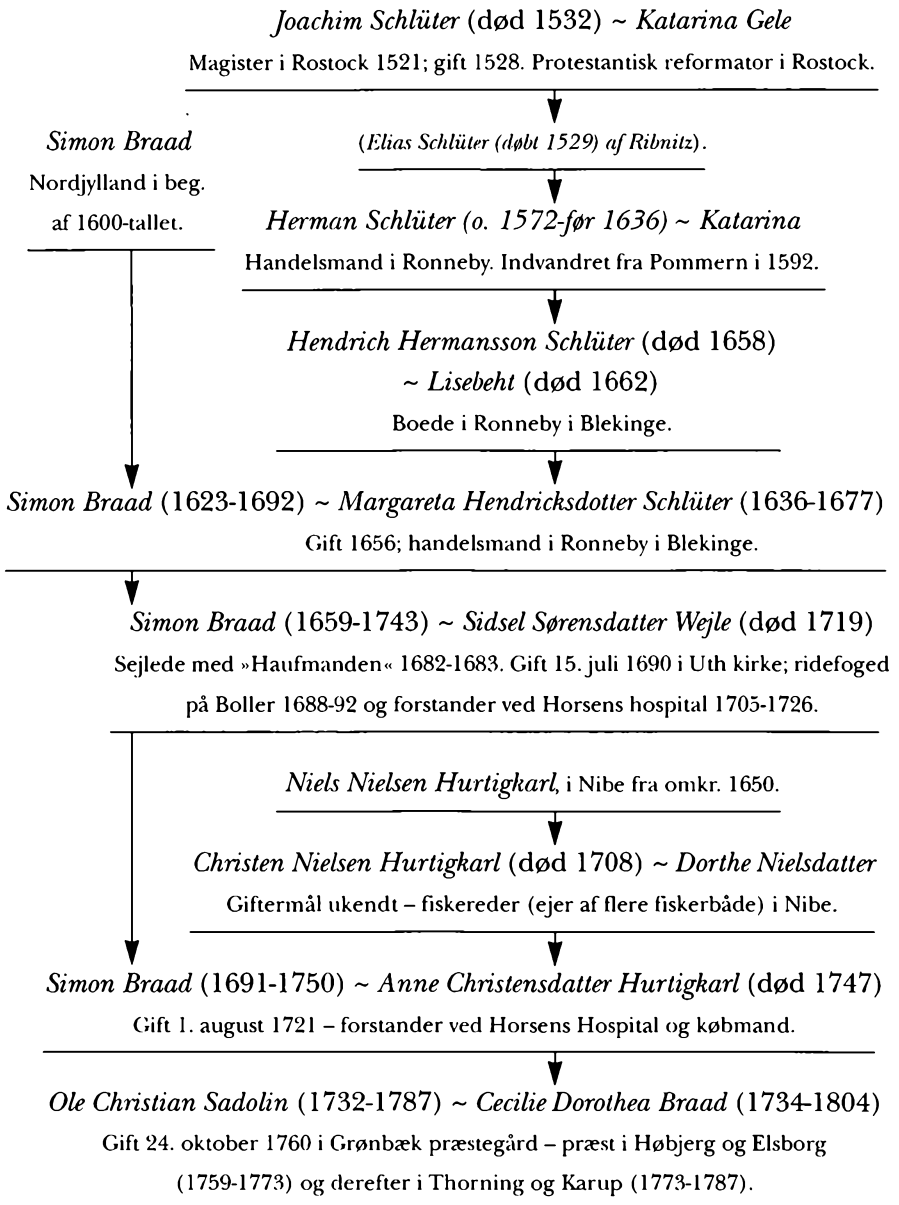 Joachim Schlüter (død 1532) ~ Katarina Gele
Magister i Rostock 1521; gift 1528. Protestantisk reformator i Rostock.
(Elias Schlüter (døbt 1529) af Ribnitz).
Simon Braad
Nordjylland i beg.
af 1600-tallet.
Herman Schlüter (o. 1572-før 1636) ~ Katarina
Handelsmand i Ronneby. Indvandret fra Pommern i 1592.
Hendrich Hermansson Schlüter (død 1658)
~ Lisebeht (død 1662)
Boede i Ronneby i Blekinge.
Simon Braad (1623-1692) ~ Margareta Hendricksdotter Schlüter (1636-1677)
Gift 1656; handelsmand i Ronneby i Blekinge.
Simon Braad (1659-1743) ~ Sidsel Sørensdatter Wejle (død 1719)
Sejlede med »Haufmanden« 1682-1683. Gift 15. juli 1690 i Uth kirke; ridefoged
på Boller 1688-92 og forstander ved Horsens hospital 1705-1726.
Niels Nielsen Hurtigkarl, i Nibe fra omkr. 1650.
Christen Nielsen Hurtigkarl (død 1708) ~ Dorthe Nielsdatter
Giftermål ukendt – fiskereder (ejer af flere fiskerbåde) i Nibe.
Simon Braad (1691-1750) ~ Anne Christensdatter Hurtigkarl (død 1747)
Gift 1. august 1721 – forstander ved Horsens Hospital og købmand.
Ole Christian Sadolin (1732-1787) ~ Cecilie Dorothea Braad (1734-1804)
Gift 24. oktober 1760 i Grønbæk præstegård – præst i Højbjerg og Elsborg
(1759-1773) og derefter i Thorning og Karup (1773-1787).